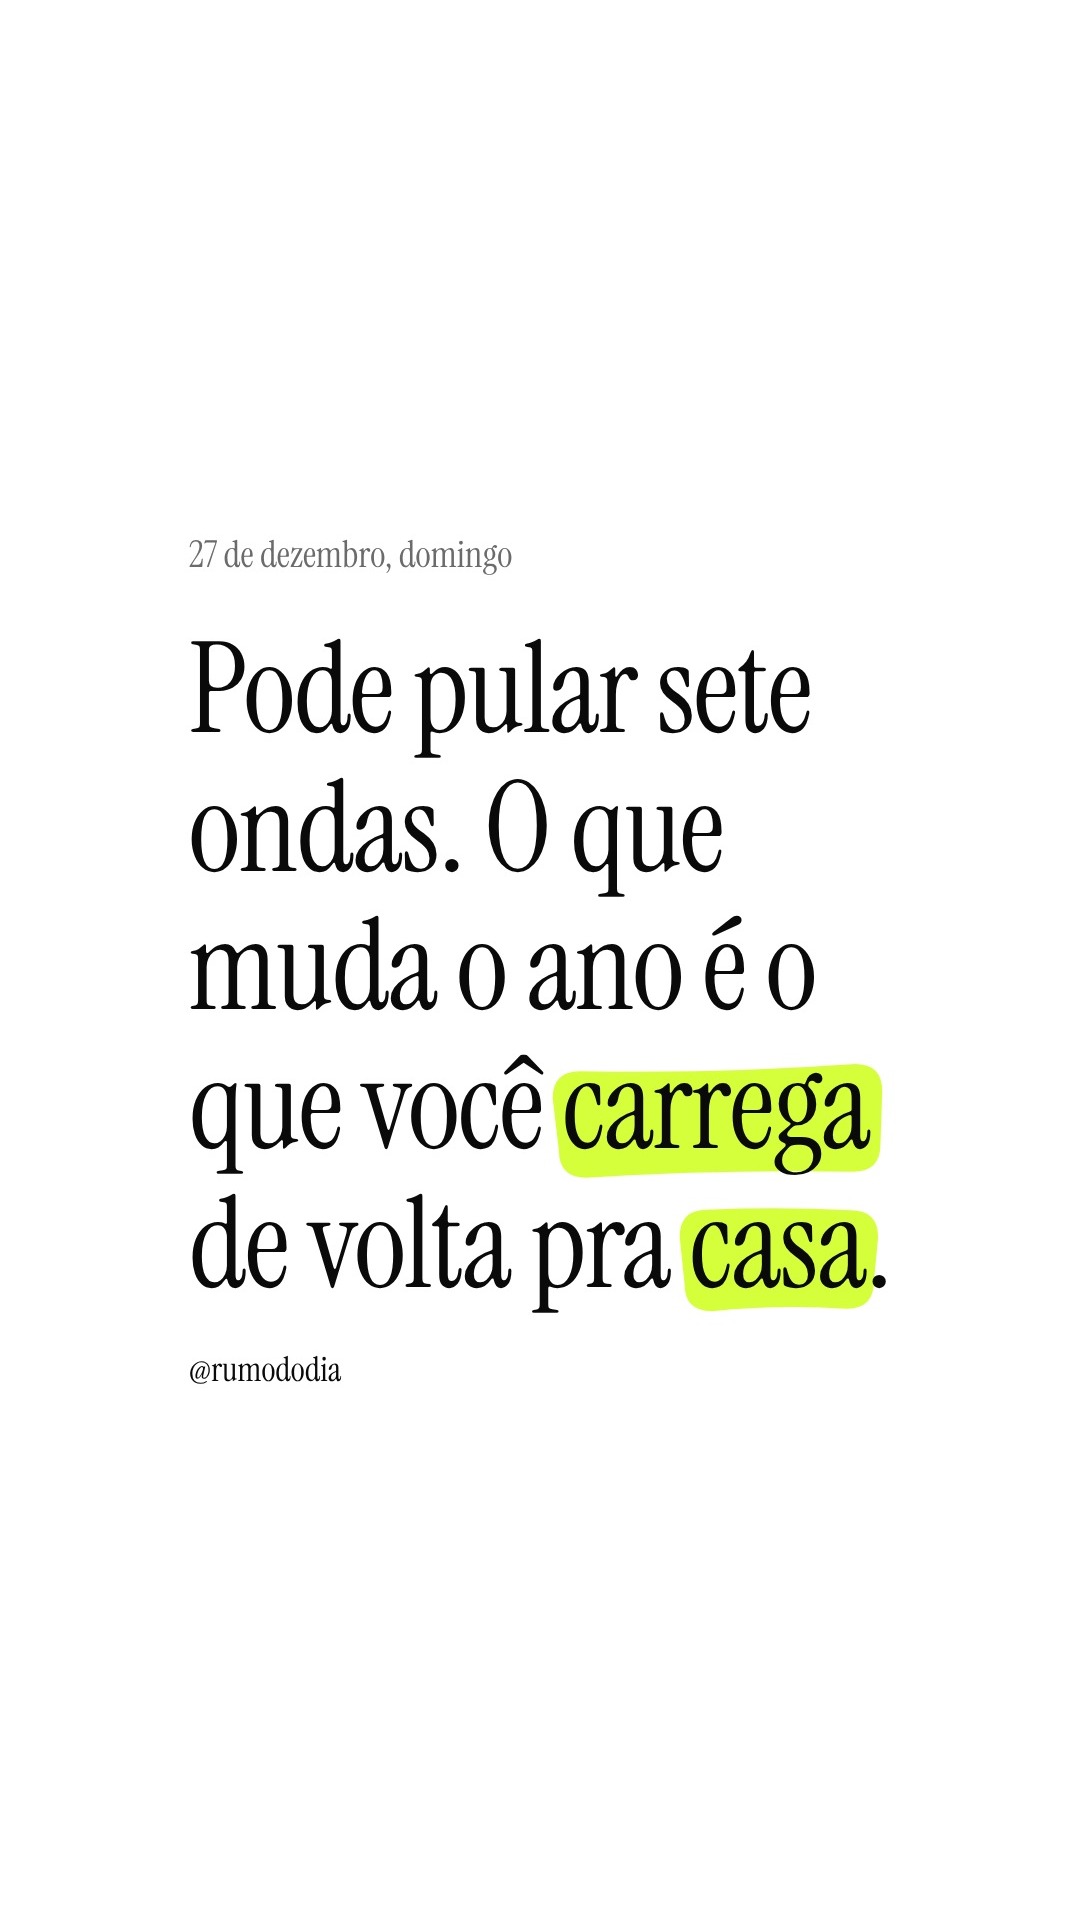 27 de dezembro, domingo
Pode pular sete
ondas. O que
muda o ano é o
que você carrega
de volta pra casa.
@rumododia